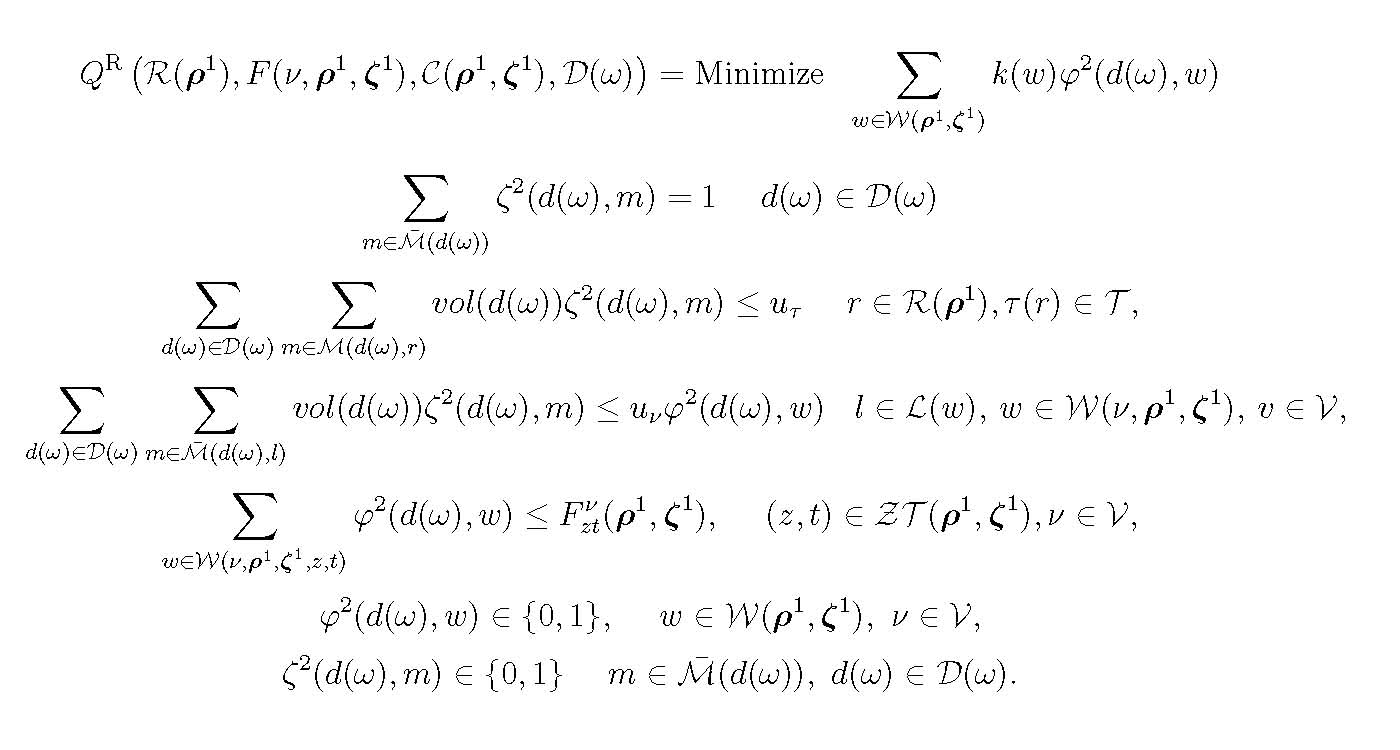 Q^R (ℛ(𝝆^1), F(ν, 𝝆^1, 𝜻^1), 𝒞(𝝆^1, 𝜻^1), 𝒟(ω)) = Minimize ∑_{w∈𝒲(𝝆^1,𝜻^1)} k(w)φ^2(d(ω), w)
∑_{m∈ℳ̄(d(ω))} ζ^2(d(ω), m) = 1 d(ω) ∈ 𝒟(ω)
∑_{d(ω)∈𝒟(ω)} ∑_{m∈ℳ(d(ω),r)} vol(d(ω))ζ^2(d(ω), m) ≤ u_τ r ∈ ℛ(𝝆^1), τ(r) ∈ 𝒯,
∑_{d(ω)∈𝒟(ω)} ∑_{m∈ℳ̄(d(ω),l)} vol(d(ω))ζ^2(d(ω), m) ≤ u_ν φ^2(d(ω), w) l ∈ ℒ(w), w ∈ 𝒲(ν, 𝝆^1, 𝜻^1), v ∈ 𝒱,
∑_{w∈𝒲(ν,𝝆^1,𝜻^1,z,t)} φ^2(d(ω), w) ≤ F^ν_{zt}(𝝆^1, 𝜻^1), (z, t) ∈ 𝒵𝒯(𝝆^1, 𝜻^1), ν ∈ 𝒱,
φ^2(d(ω), w) ∈ {0, 1}, w ∈ 𝒲(𝝆^1, 𝜻^1), ν ∈ 𝒱,
ζ^2(d(ω), m) ∈ {0, 1} m ∈ ℳ̄(d(ω)), d(ω) ∈ 𝒟(ω).